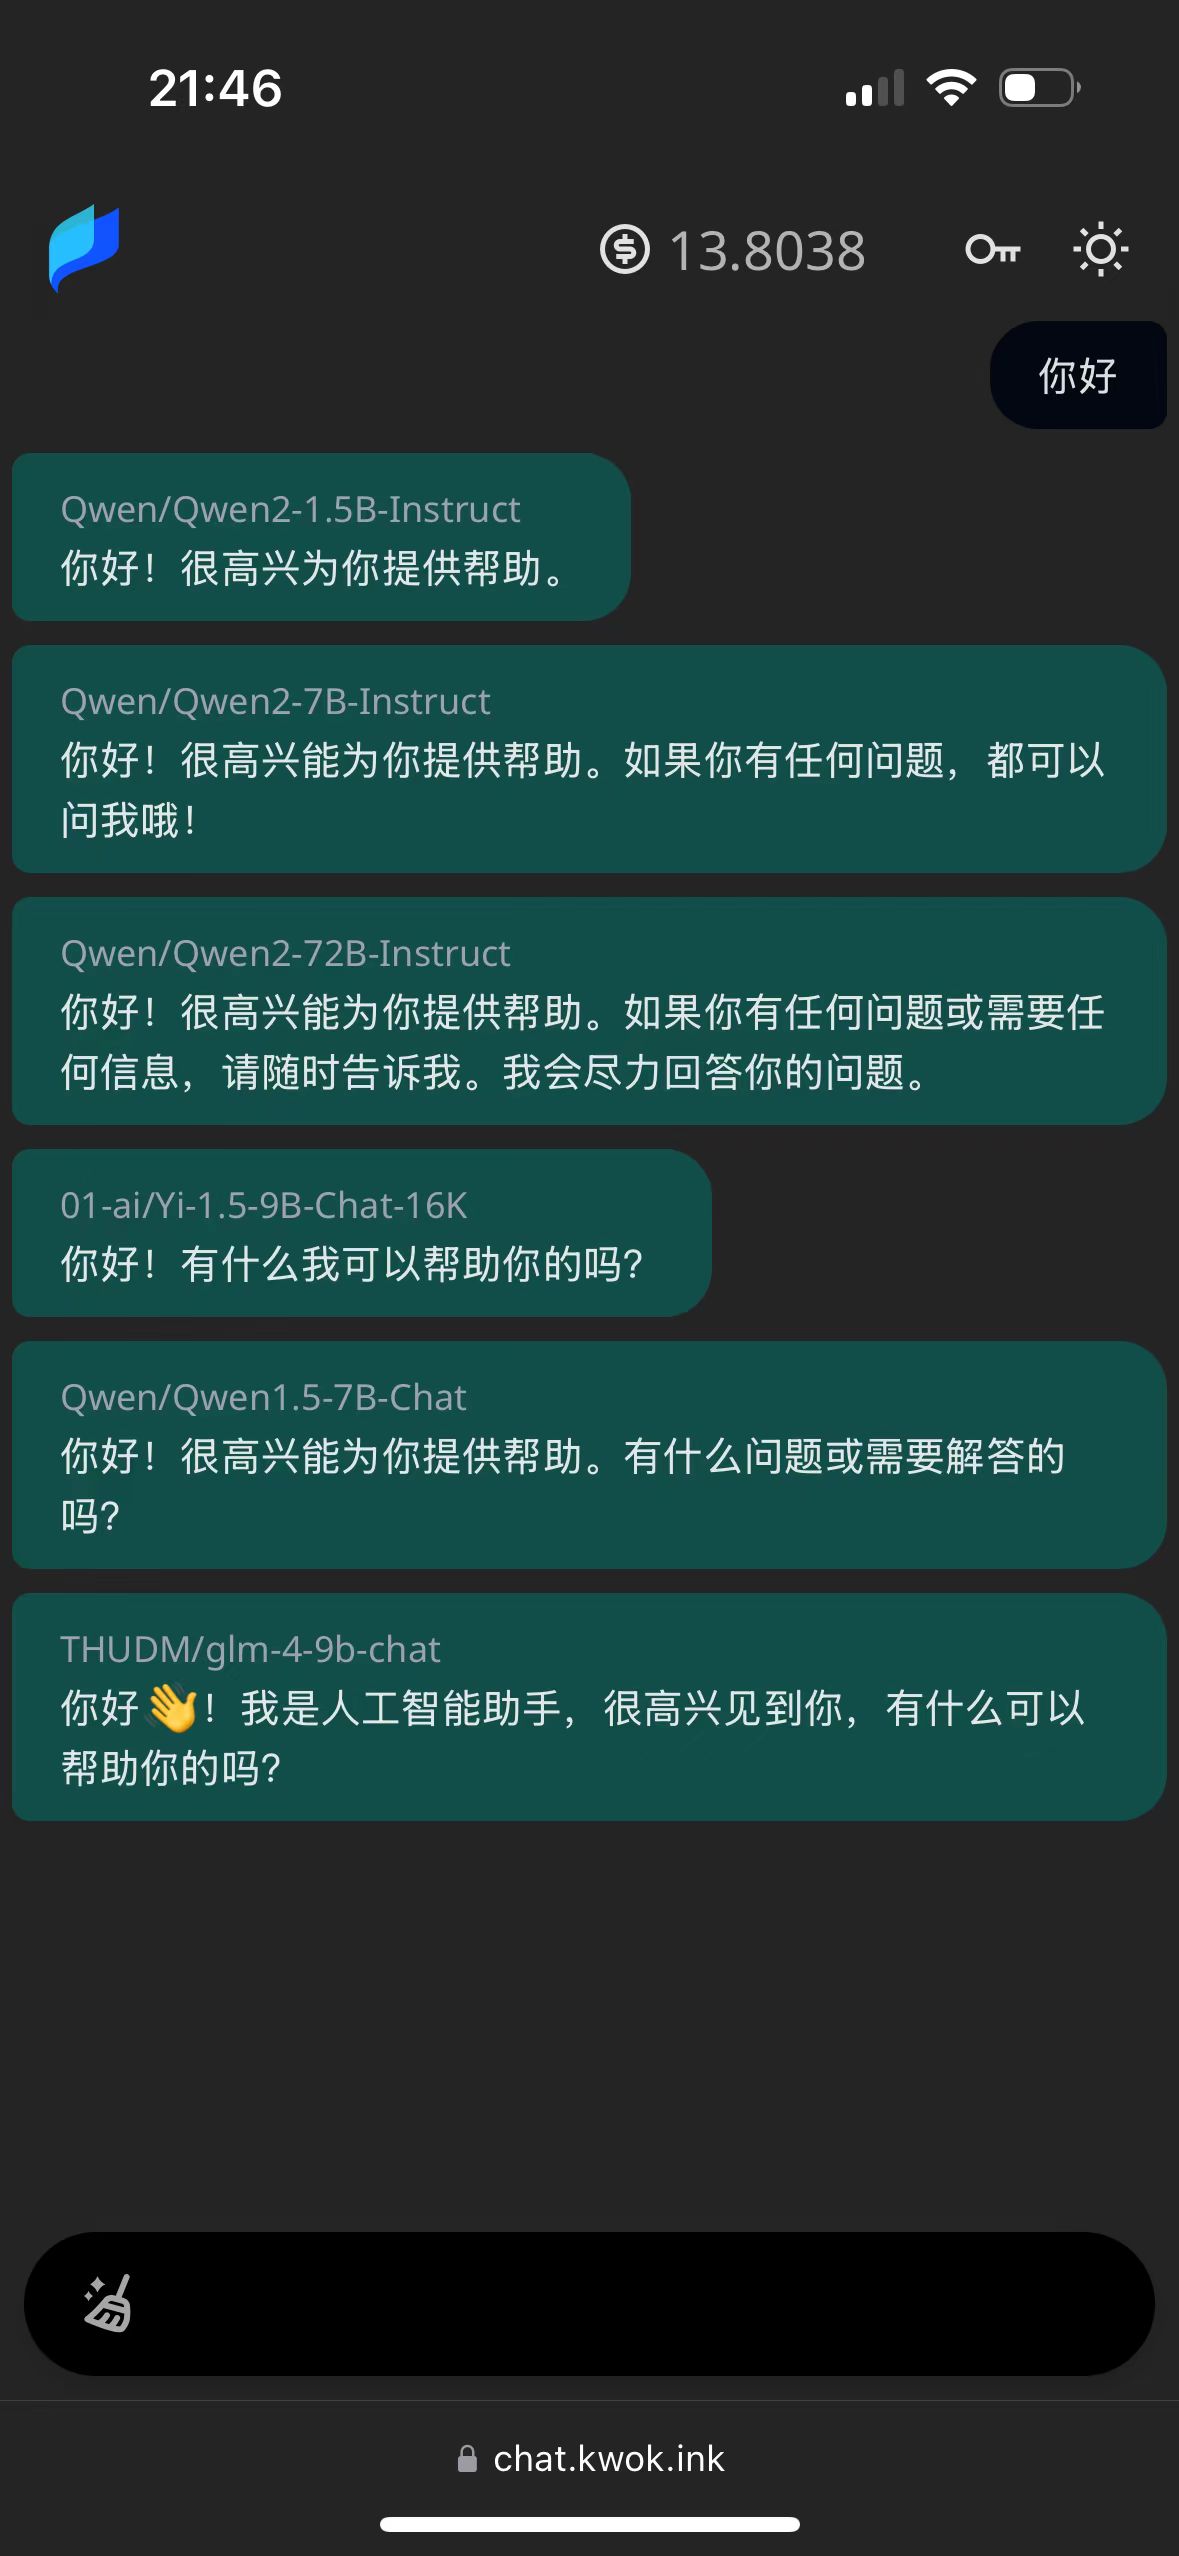 21:46
13.8038
你好
Qwen/Qwen2-1.5B-Instruct
你好！很高兴为你提供帮助。
Qwen/Qwen2-7B-Instruct
你好！很高兴能为你提供帮助。如果你有任何问题，都可以
问我哦！
Qwen/Qwen2-72B-Instruct
你好！很高兴能为你提供帮助。如果你有任何问题或需要任
何信息，请随时告诉我。我会尽力回答你的问题。
01-ai/Yi-1.5-9B-Chat-16K
你好！有什么我可以帮助你的吗？
Qwen/Qwen1.5-7B-Chat
你好！很高兴能为你提供帮助。有什么问题或需要解答的
吗？
THUDM/glm-4-9b-chat
你好👋！我是人工智能助手，很高兴见到你，有什么可以
帮助你的吗？
chat.kwok.ink